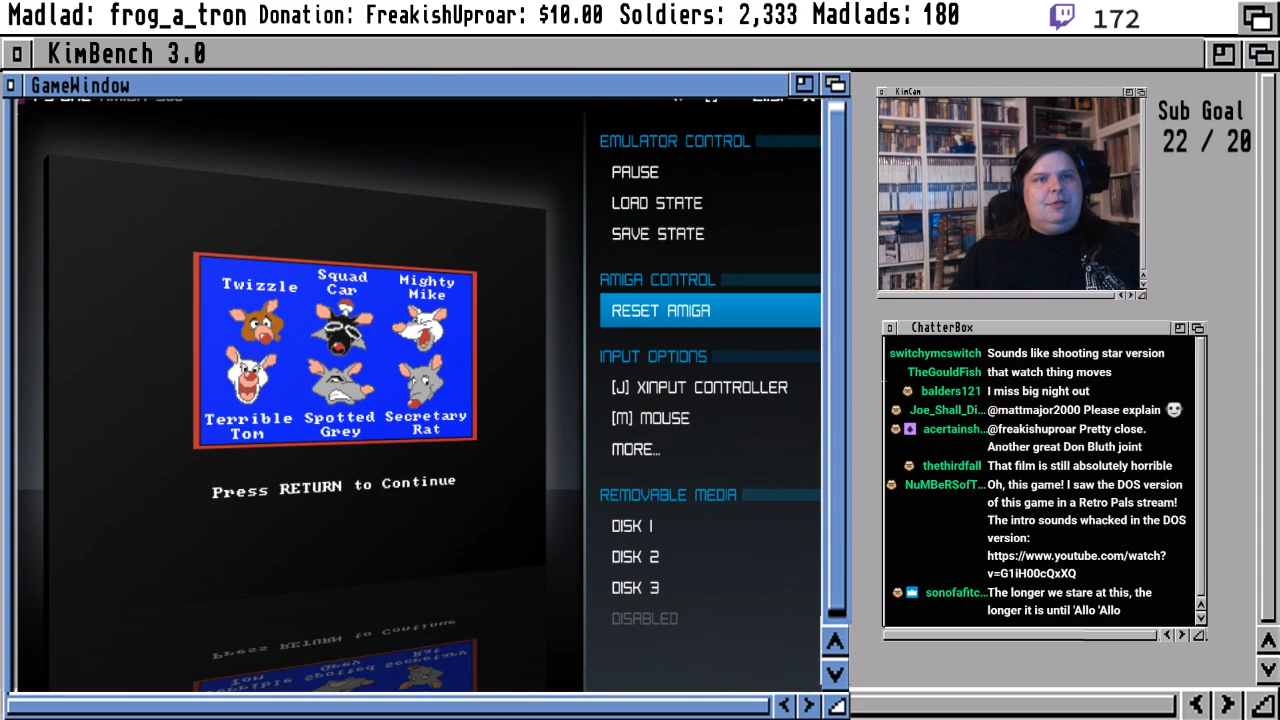 Madlad: frog_a_tron Donation: FreakishUproar: $10.00 Soldiers: 2,333 Madlads: 180
172
KimBench 3.0
GameWindow
EMULATOR CONTROL
PAUSE
LOAD STATE
SAVE STATE
AMIGA CONTROL
RESET AMIGA
INPUT OPTIONS
[J] XINPUT CONTROLLER
[M] MOUSE
MORE...
REMOVABLE MEDIA
DISK 1
DISK 2
DISK 3
DISABLED
Twizzle
Squad
Car
Mighty
Mike
Terrible
Tom
Spotted
Grey
Secretary
Rat
Press RETURN to Continue
KimCam
Sub Goal
22 / 20
ChatterBox
switchymcswitch Sounds like shooting star version
TheGouldFish that watch thing moves
balders121 I miss big night out
Joe_Shall_Di... @mattmajor2000 Please explain
acertainsh... @freakishuproar Pretty close.
Another great Don Bluth joint
thethirdfall That film is still absolutely horrible
NuMBeRSofT... Oh, this game! I saw the DOS version
of this game in a Retro Pals stream!
The intro sounds whacked in the DOS
version:
https://www.youtube.com/watch?
v=G1iH00cQxXQ
sonofafitc... The longer we stare at this, the
longer it is until 'Allo 'Allo